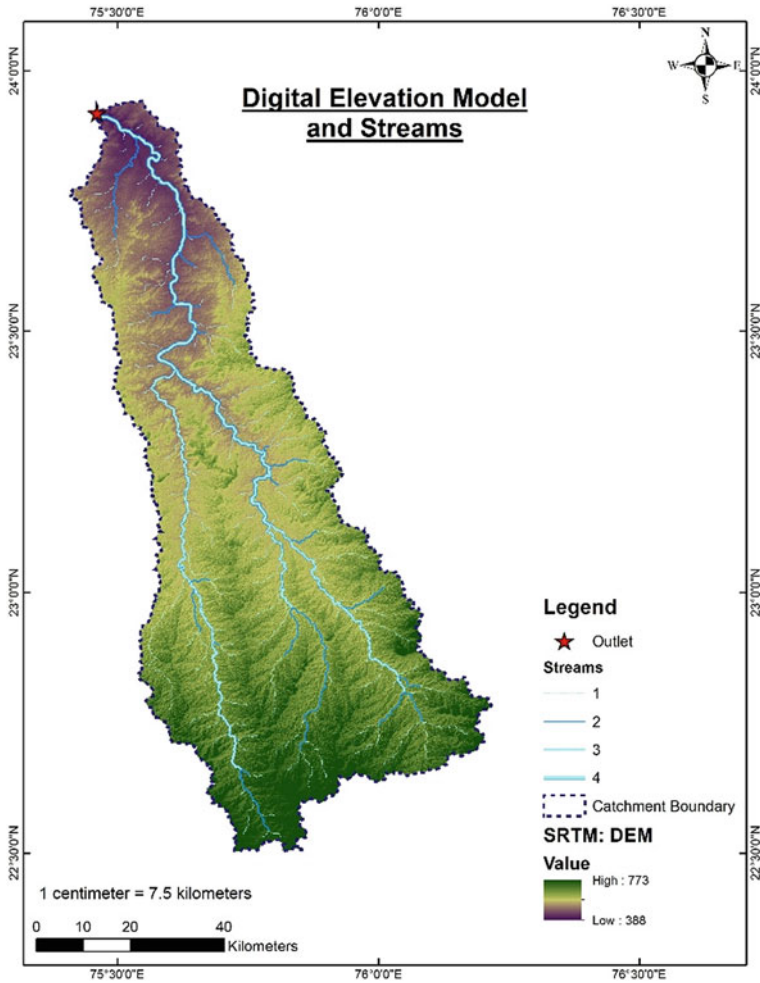 75°30'0"E 76°0'0"E 76°30'0"E
N
W E
S
24°0'0"N 24°0'0"N
Digital Elevation Model
and Streams
23°30'0"N 23°30'0"N
23°0'0"N 23°0'0"N
Legend
Outlet
Streams
1
2
3
4
Catchment Boundary
SRTM: DEM
Value
High : 773
Low : 388
22°30'0"N 22°30'0"N
1 centimeter = 7.5 kilometers
0 10 20 40
Kilometers
75°30'0"E 76°0'0"E 76°30'0"E